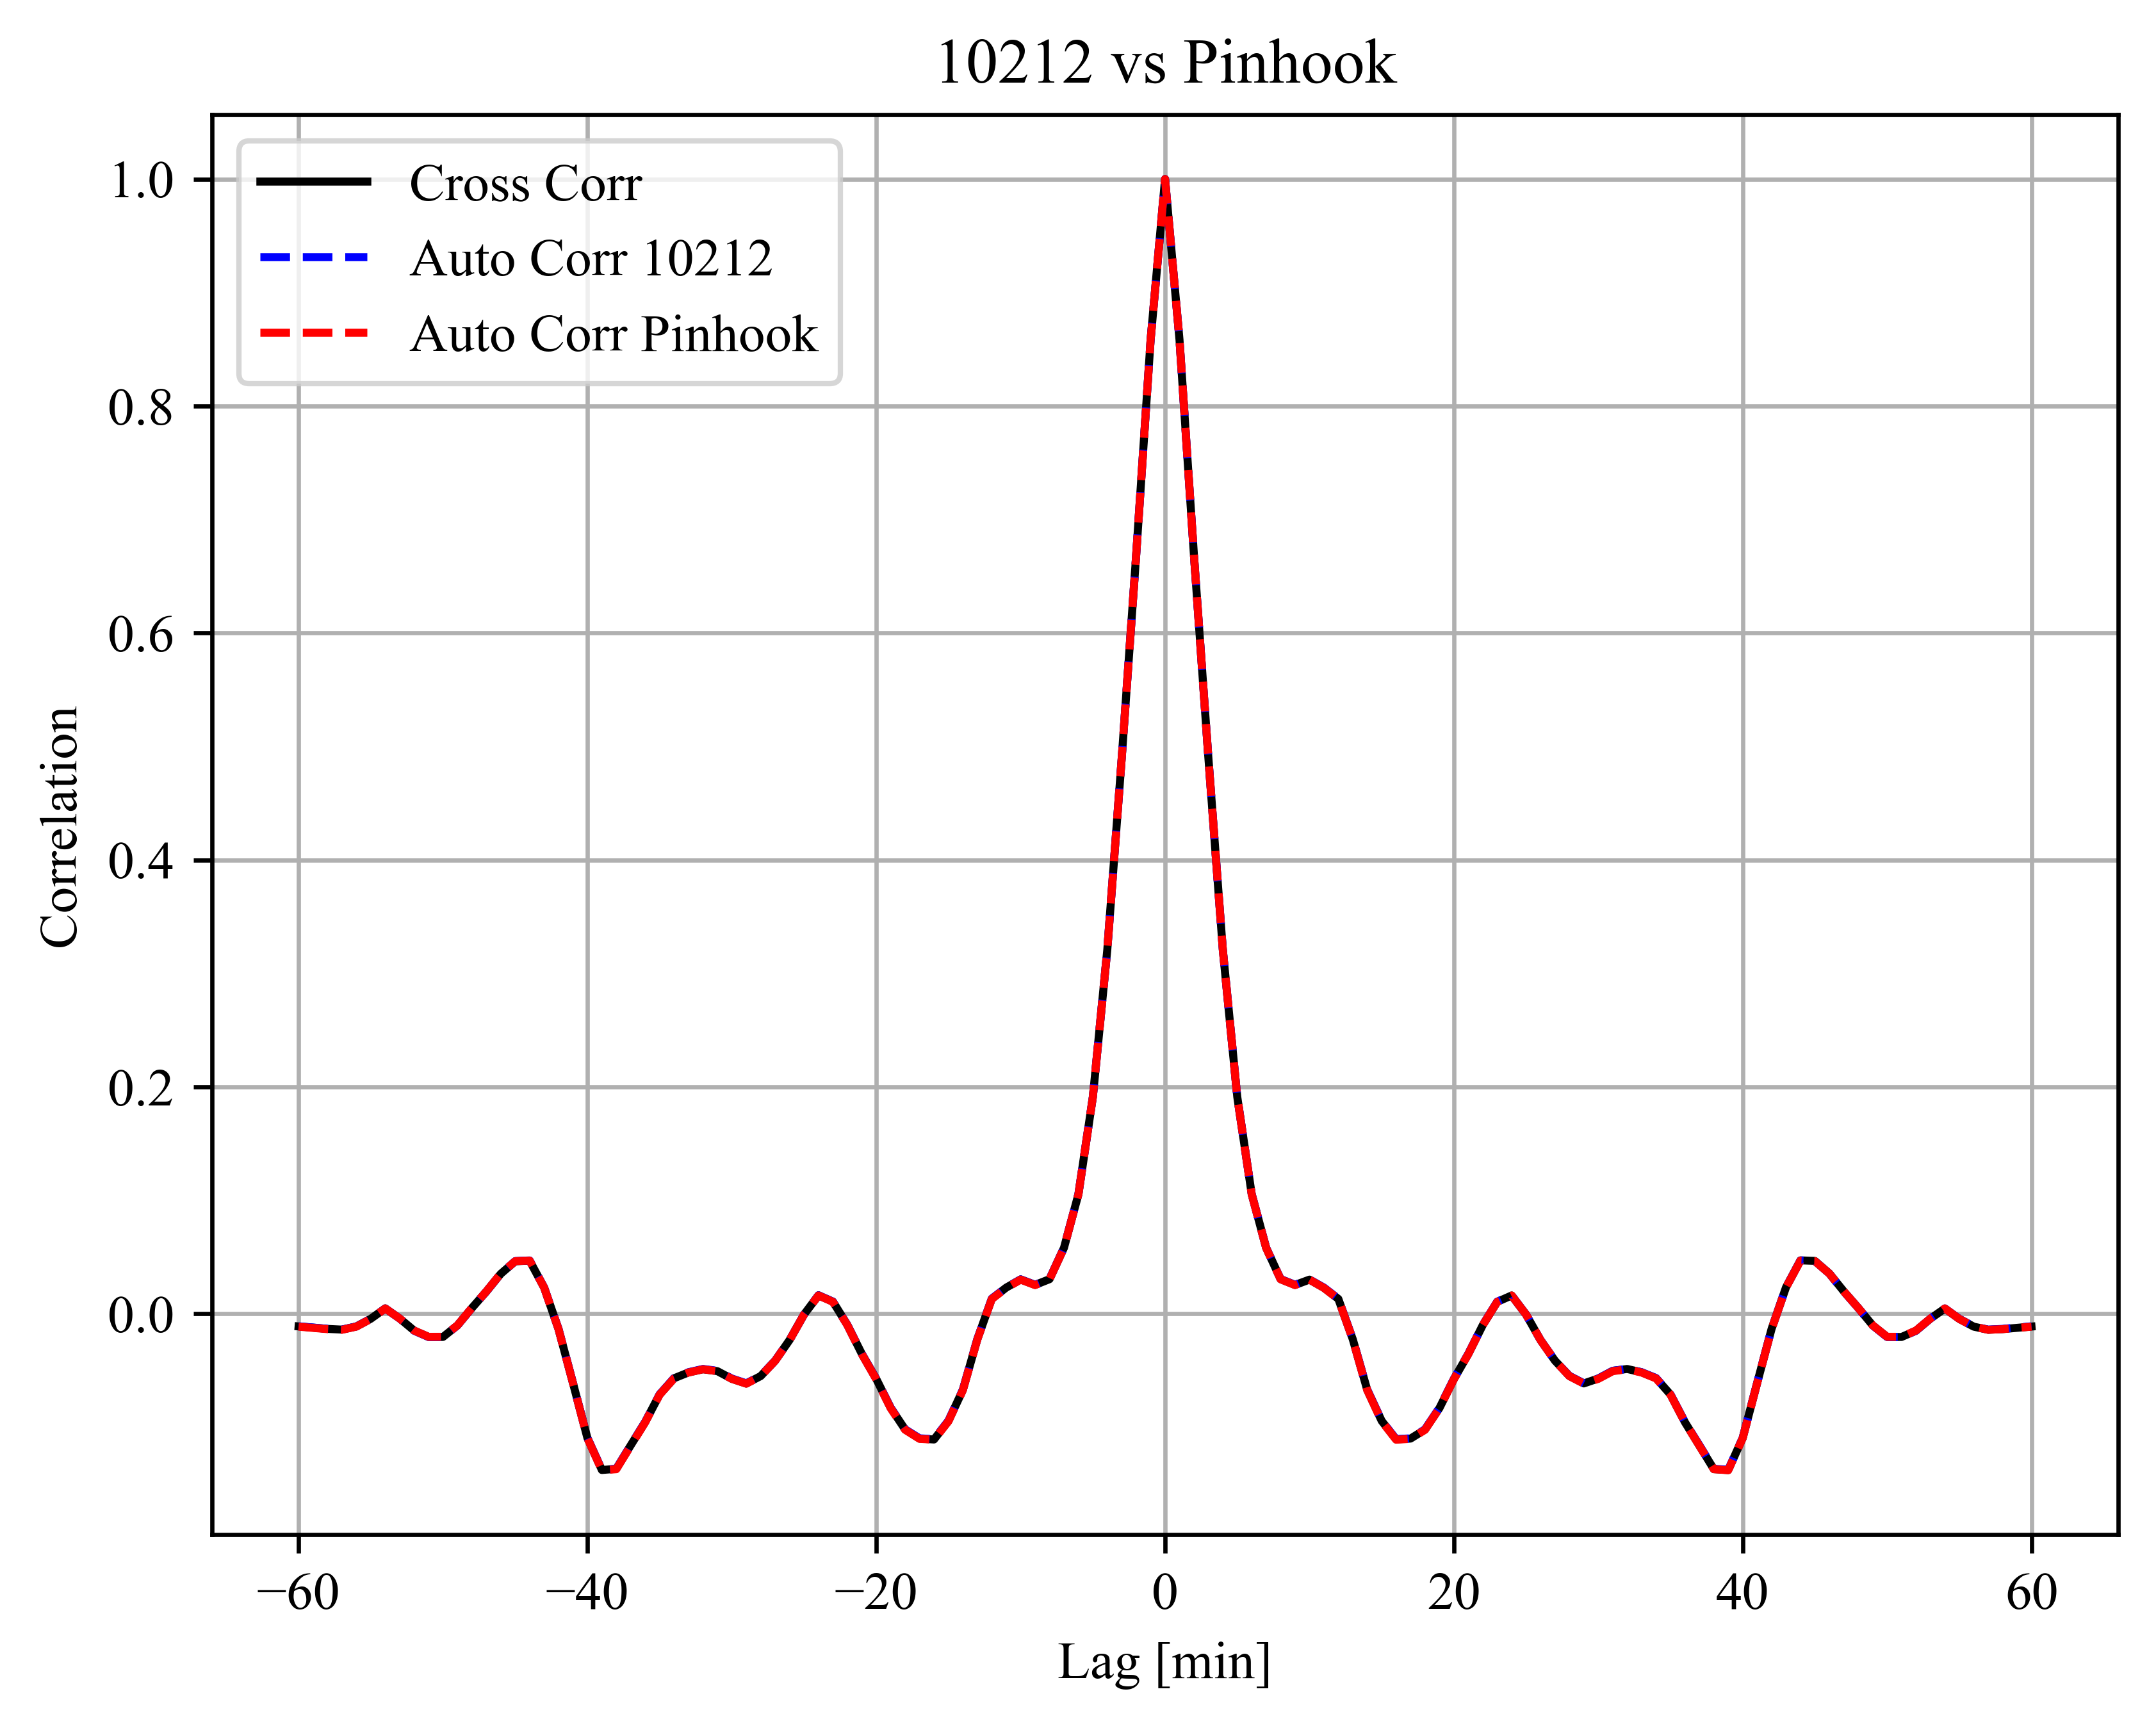 10212 vs Pinhook
Cross Corr
Auto Corr 10212
Auto Corr Pinhook
1.0
0.8
0.6
0.4
0.2
0.0
Correlation
−60 −40 −20 0 20 40 60
Lag [min]